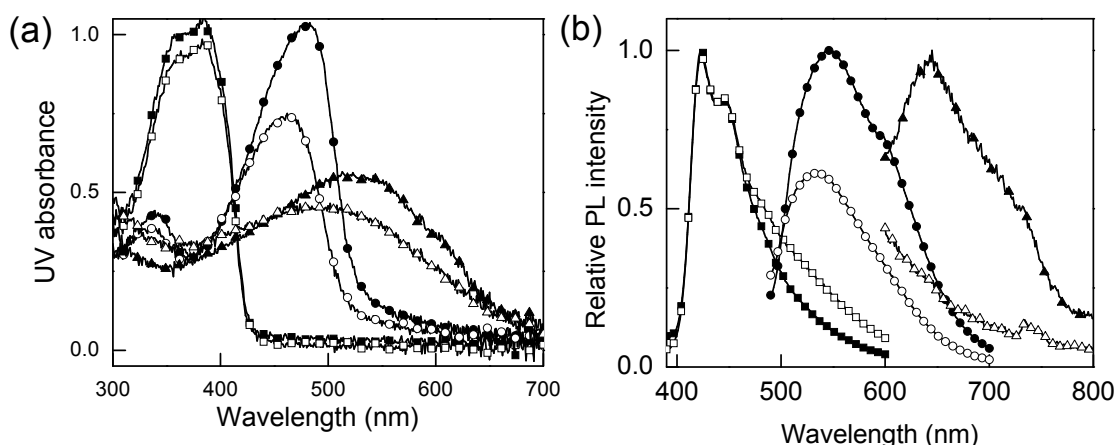 (a)
UV absorbance
1.0
0.5
0.0
300 400 500 600 700
Wavelength (nm)
(b)
Relative PL intensity
1.0
0.5
0.0
400 500 600 700 800
Wavelength (nm)